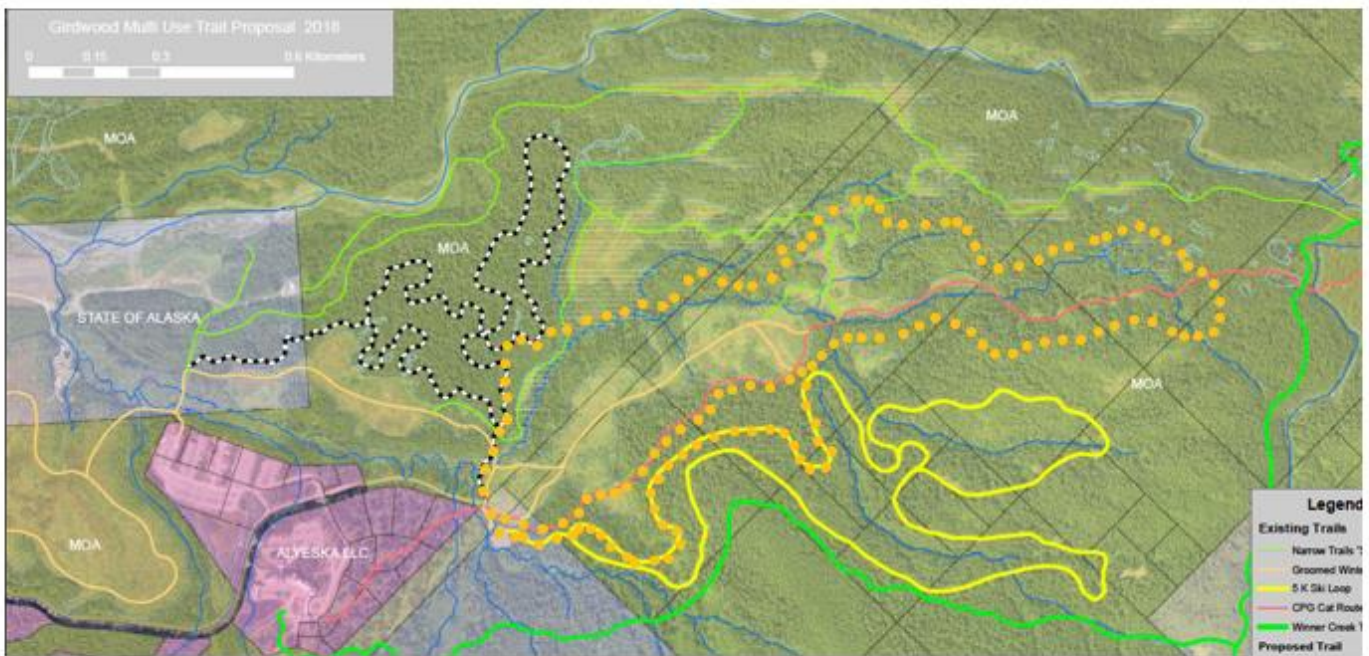 Girdwood Multi Use Trail Proposal 2018
0 0.15 0.3 0.6 Kilometers
MOA
MOA
MOA
STATE OF ALASKA
MOA
MOA
ALYESKA LLC
Legend
Existing Trails
Narrow Trails
Groomed Winte
5 K Ski Loop
CPG Cat Route
Winner Creek T
Proposed Trail